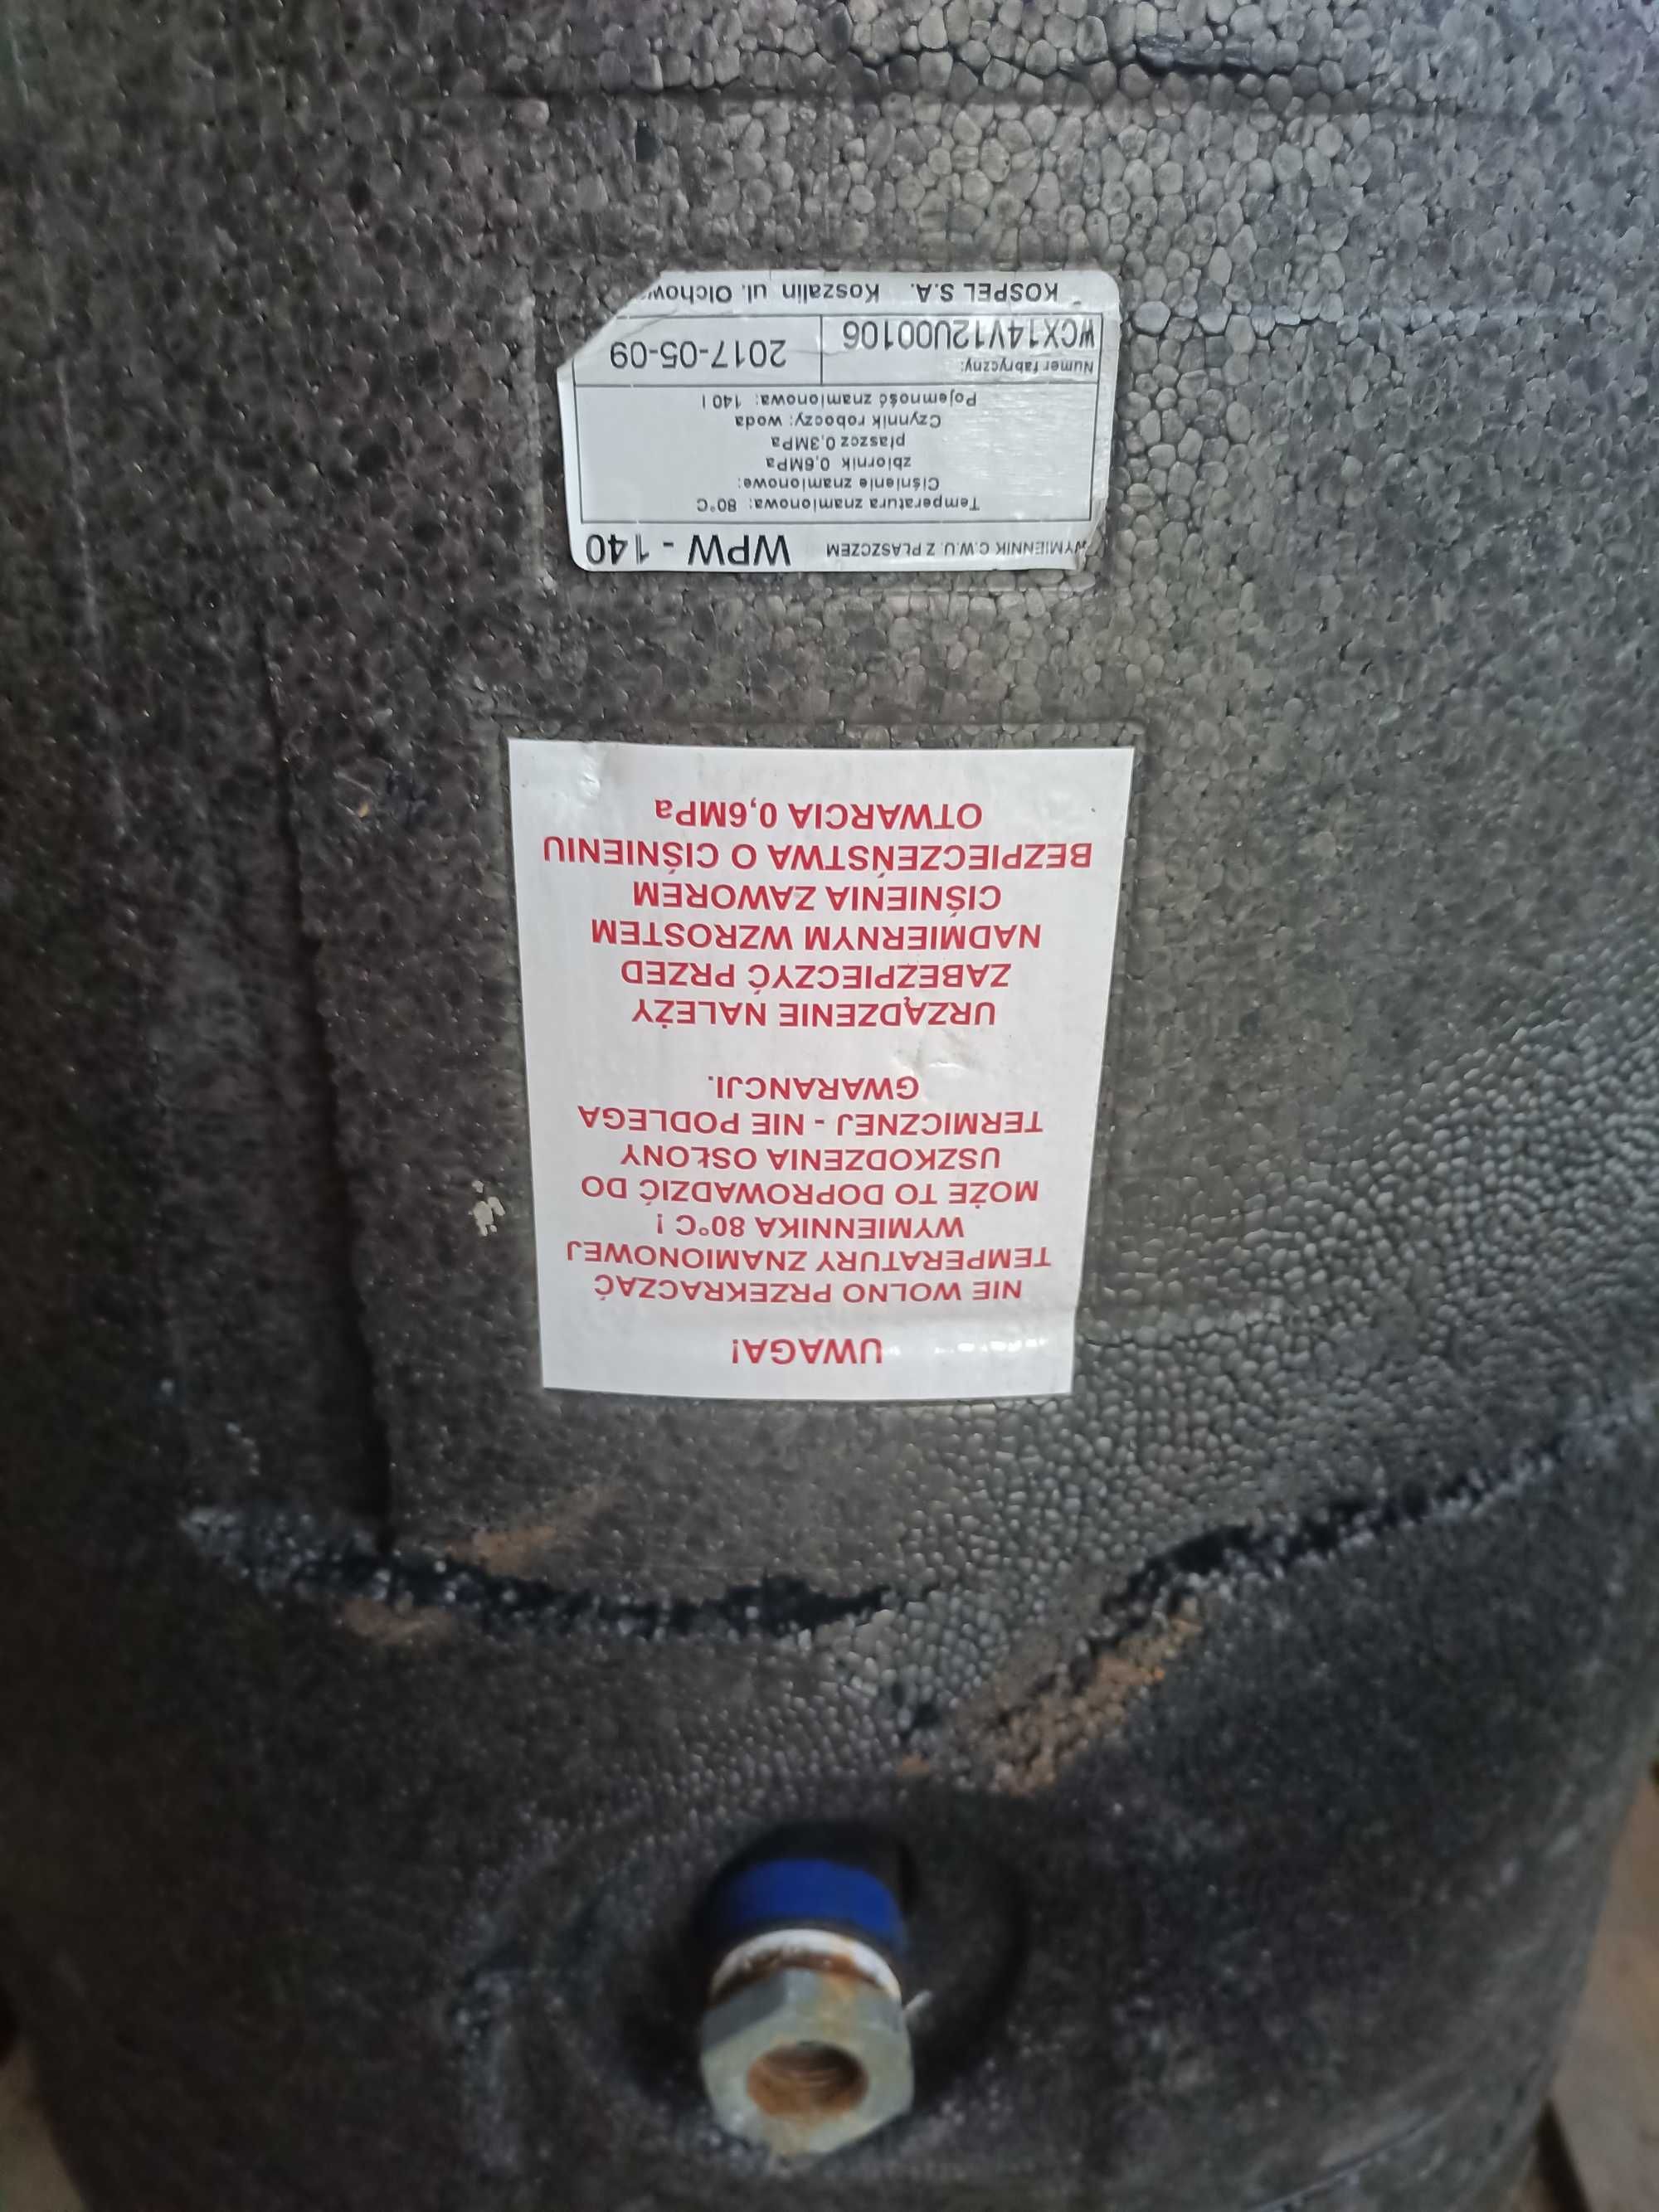 UWAGA!
NIE WOLNO PRZEKRACZAĆ
TEMPERATURY ZNAMIONOWEJ
WYMIENNIKA 80°C !
MOŻE TO DOPROWADZIĆ DO
USZKODZENIA OSŁONY
TERMICZNEJ - NIE PODLEGA
GWARANCJI.
URZĄDZENIE NALEŻY
ZABEZPIECZYĆ PRZED
NADMIERNYM WZROSTEM
CIŚNIENIA ZAWOREM
BEZPIECZEŃSTWA O CIŚNIENIU
OTWARCIA 0,6MPa
WYMIENNIK C.W.U. Z PŁASZCZEM WPW - 140
Temperatura znamionowa: 80°C
Ciśnienie znamionowe:
zbiornik 0,6MPa
płaszcz 0,3MPa
Czynnik roboczy: woda
Pojemność znamionowa: 140 l
Numer fabryczny:
WCX14V12U00106 2017-05-09
KOSPEL S.A. Koszalin ul.